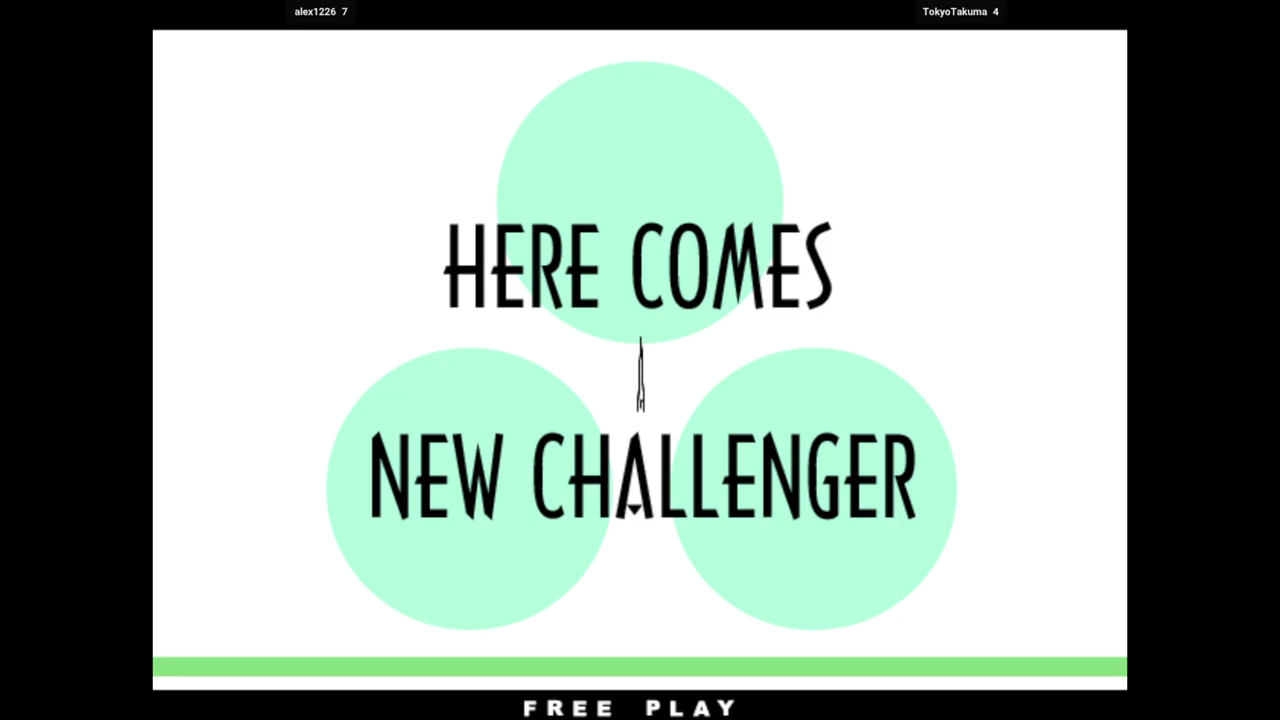 alex1226 7 TokyoTakuma 4
HERE COMES
A
NEW CHALLENGER
FREE PLAY